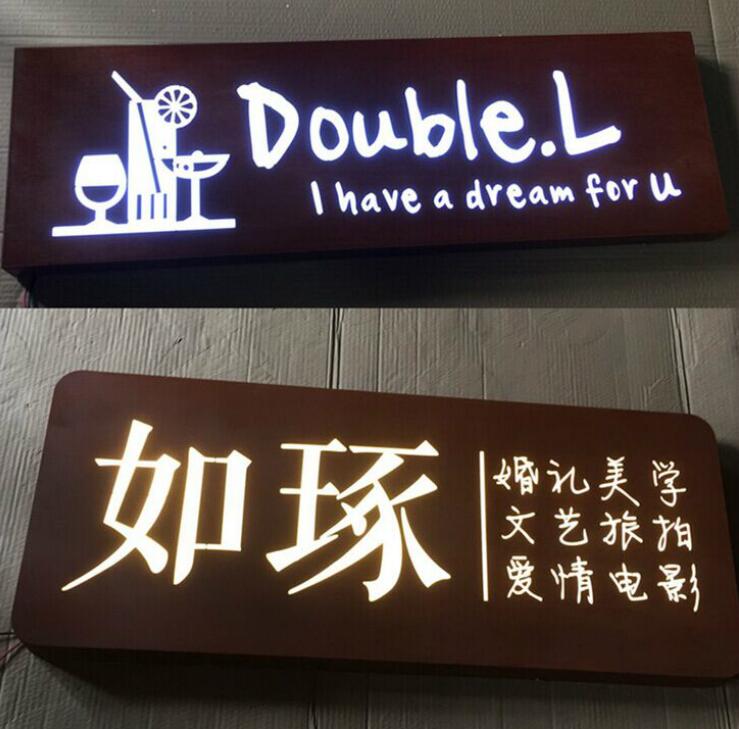 Double.L
I have a dream for u
如琢
婚礼美学
文艺旅拍
爱情电影